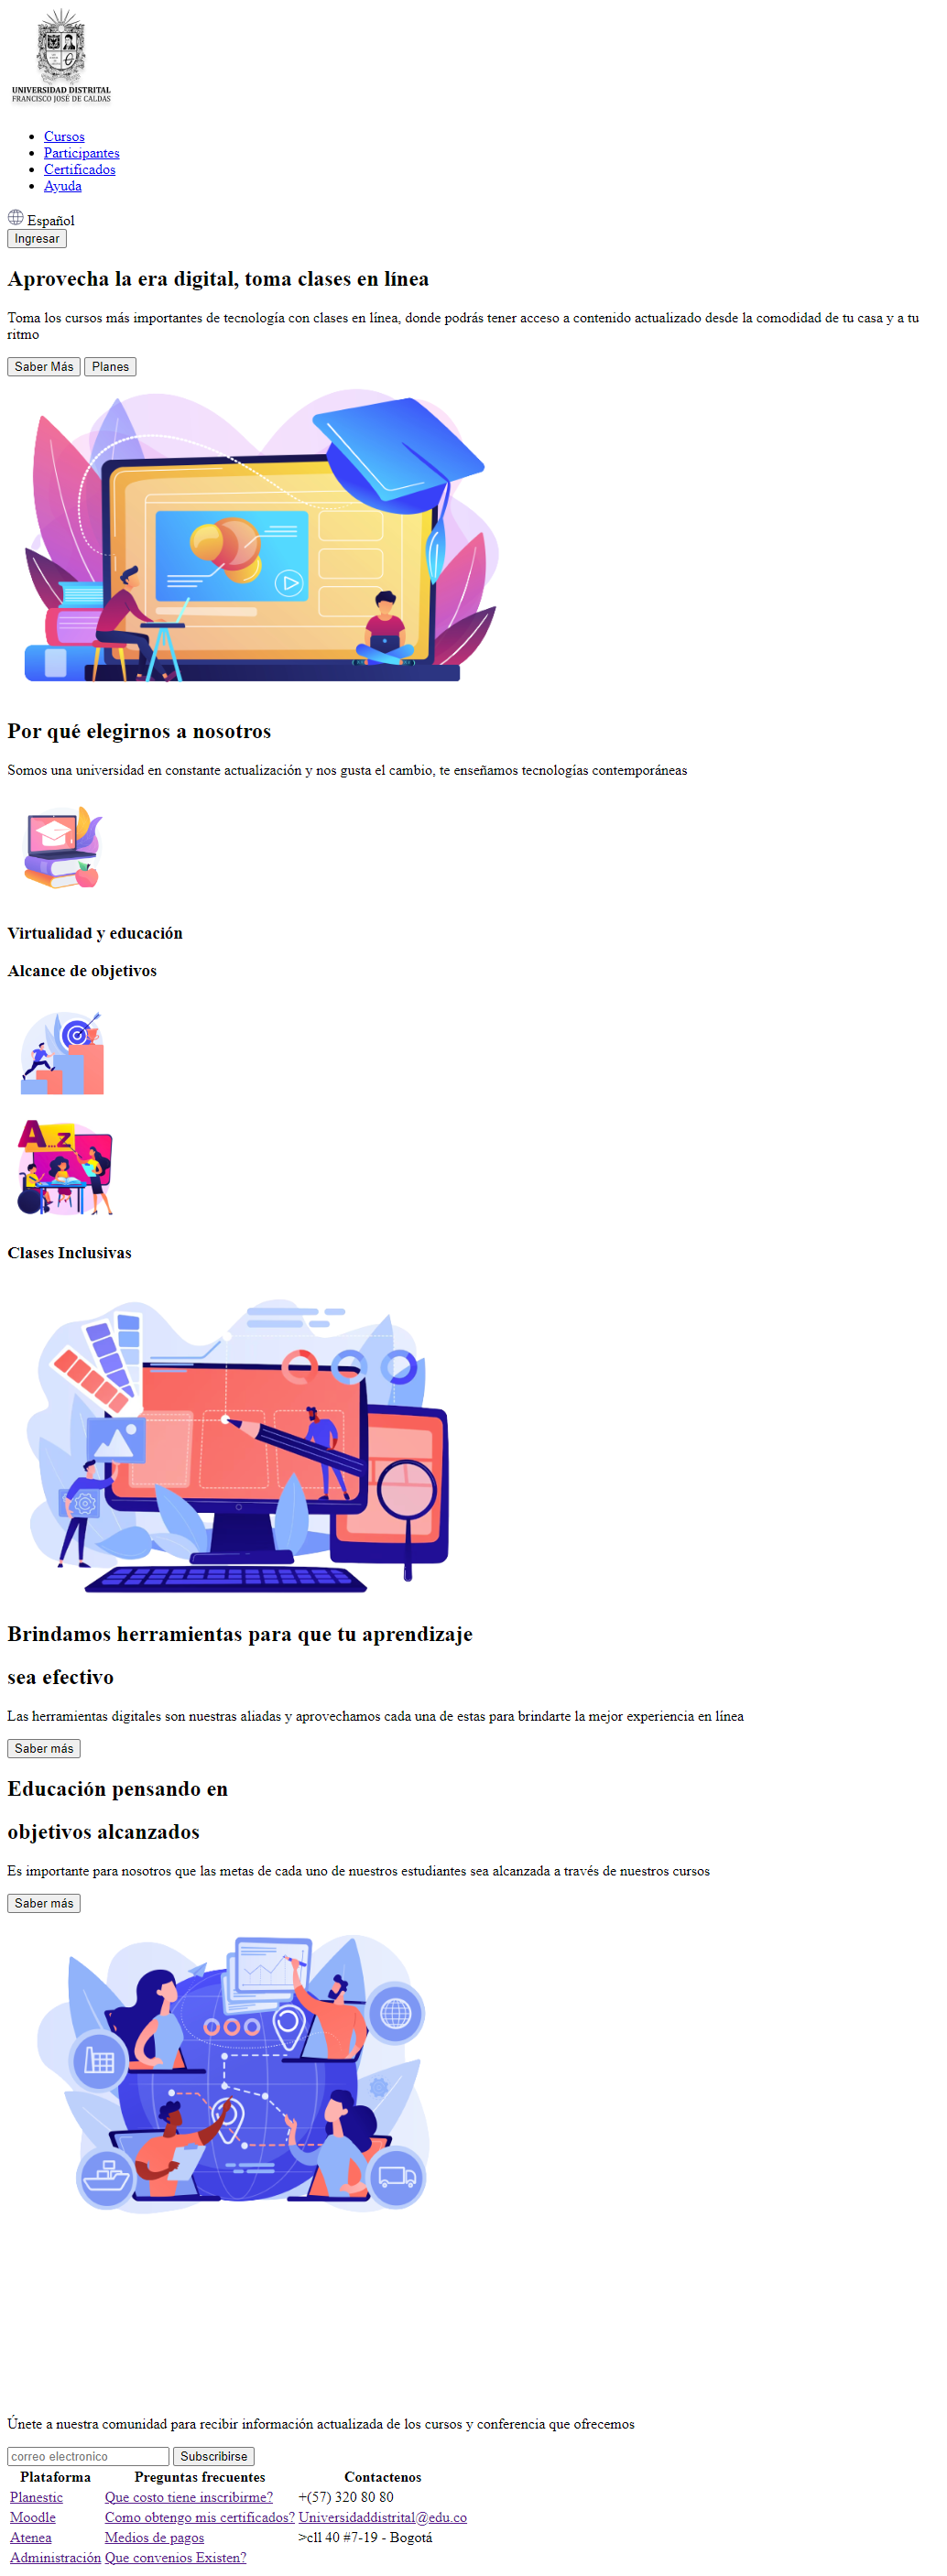 UNIVERSIDAD DISTRITAL
FRANCISCO JOSÉ DE CALDAS
Cursos
Participantes
Certificados
Ayuda
Español
Ingresar
Aprovecha la era digital, toma clases en línea
Toma los cursos más importantes de tecnología con clases en línea, donde podrás tener acceso a contenido actualizado desde la comodidad de tu casa y a tu
ritmo
Saber Más Planes
Por qué elegirnos a nosotros
Somos una universidad en constante actualización y nos gusta el cambio, te enseñamos tecnologías contemporáneas
Virtualidad y educación
Alcance de objetivos
A...Z
Clases Inclusivas
Brindamos herramientas para que tu aprendizaje
sea efectivo
Las herramientas digitales son nuestras aliadas y aprovechamos cada una de estas para brindarte la mejor experiencia en línea
Saber más
Educación pensando en
objetivos alcanzados
Es importante para nosotros que las metas de cada uno de nuestros estudiantes sea alcanzada a través de nuestros cursos
Saber más
Únete a nuestra comunidad para recibir información actualizada de los cursos y conferencia que ofrecemos
correo electronico Subscribirse
Plataforma Preguntas frecuentes Contactenos
Planestic Que costo tiene inscribirme? +(57) 320 80 80
Moodle Como obtengo mis certificados? Universidaddistrital@edu.co
Atenea Medios de pagos >cll 40 #7-19 - Bogotá
Administración Que convenios Existen?